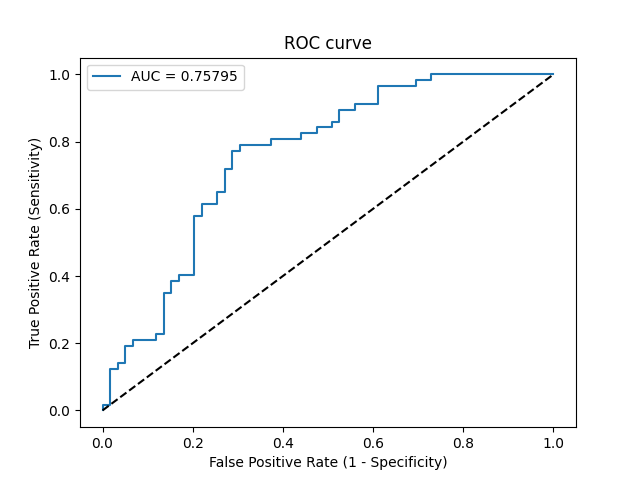 ROC curve
AUC = 0.75795
True Positive Rate (Sensitivity)
1.0
0.8
0.6
0.4
0.2
0.0
0.0 0.2 0.4 0.6 0.8 1.0
False Positive Rate (1 - Specificity)